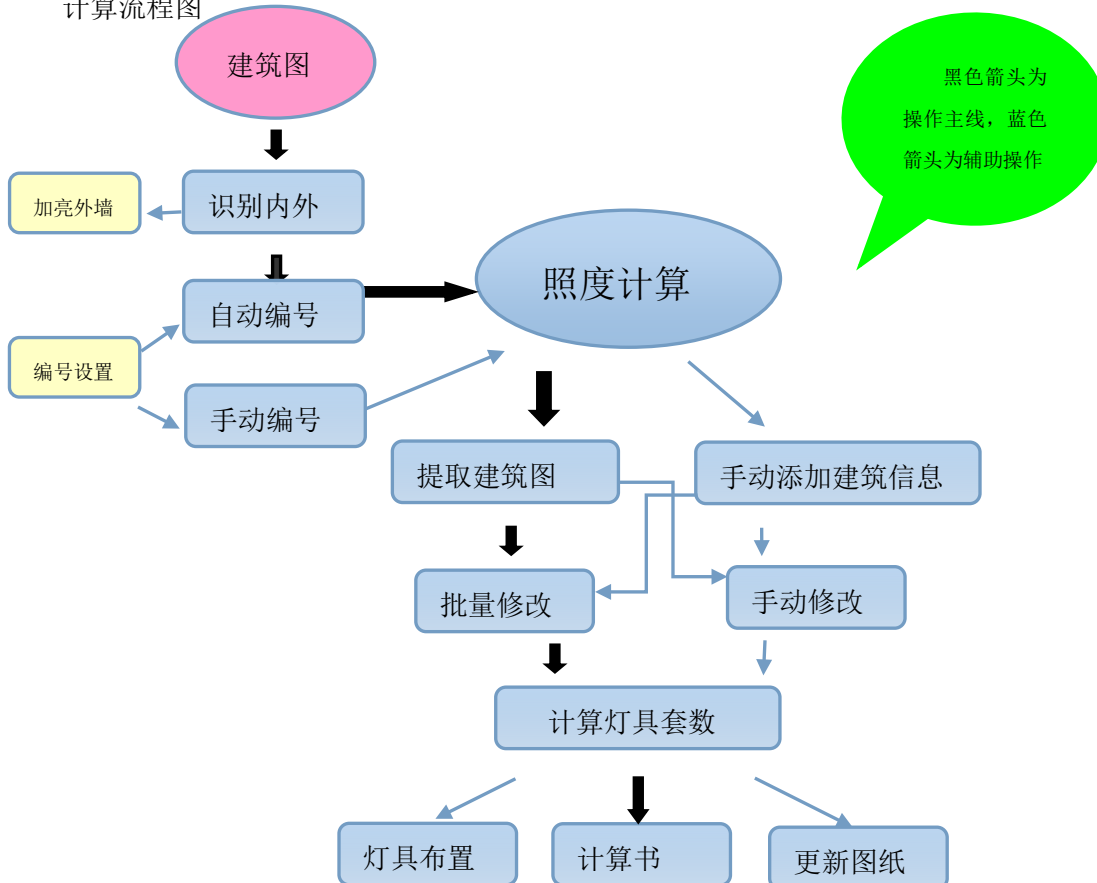 计算流程图
建筑图
黑色箭头为
操作主线，蓝色
箭头为辅助操作
加亮外墙
识别内外
照度计算
自动编号
编号设置
手动编号
提取建筑图
手动添加建筑信息
批量修改
手动修改
计算灯具套数
灯具布置
计算书
更新图纸